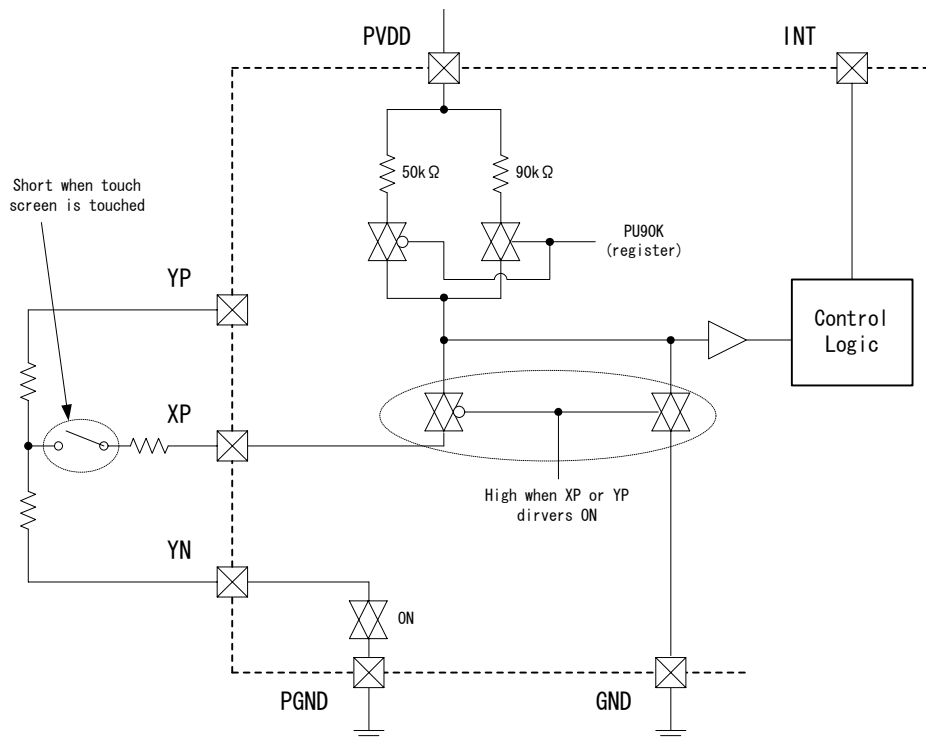 PVDD
INT
50kΩ
90kΩ
Short when touch
screen is touched
PU90K
(register)
YP
Control
Logic
XP
High when XP or YP
dirvers ON
YN
ON
PGND
GND